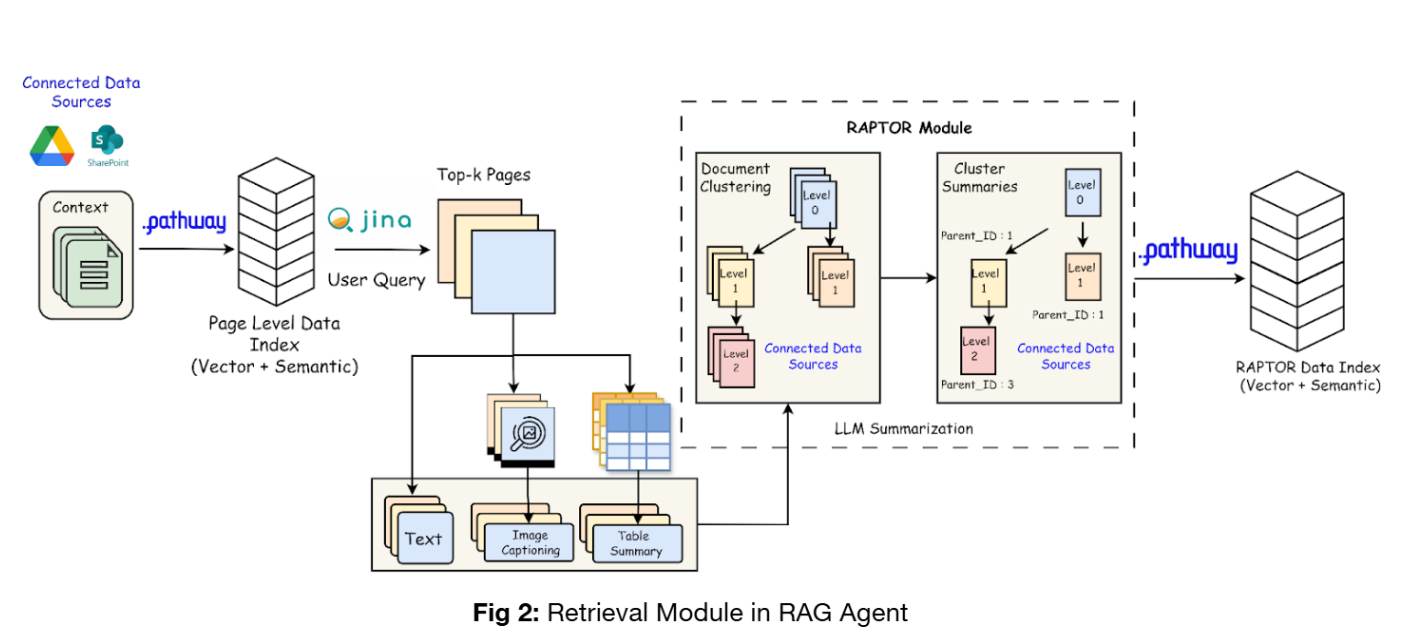 Connected Data
Sources
S
SharePoint
Context
..pathway
Page Level Data
Index
(Vector + Semantic)
jina
User Query
Top-k Pages
Text
Image
Captioning
Table
Summary
RAPTOR Module
Document
Clustering
Level
0
Level
1
Level
1
Level
2
Connected Data
Sources
Cluster
Summaries
Level
0
Parent_ID : 1
Level
1
Level
1
Parent_ID : 1
Level
2
Parent_ID : 3
Connected Data
Sources
LLM Summarization
..pathway
RAPTOR Data Index
(Vector + Semantic)
Fig 2: Retrieval Module in RAG Agent